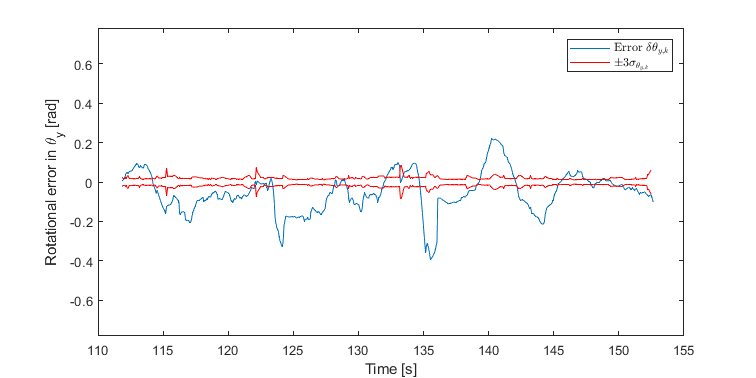 Error δθ_{y,k}
±3σ_{θ_{y,k}}
0.6
0.4
0.2
0
-0.2
-0.4
-0.6
Rotational error in θ_y [rad]
110 115 120 125 130 135 140 145 150 155
Time [s]